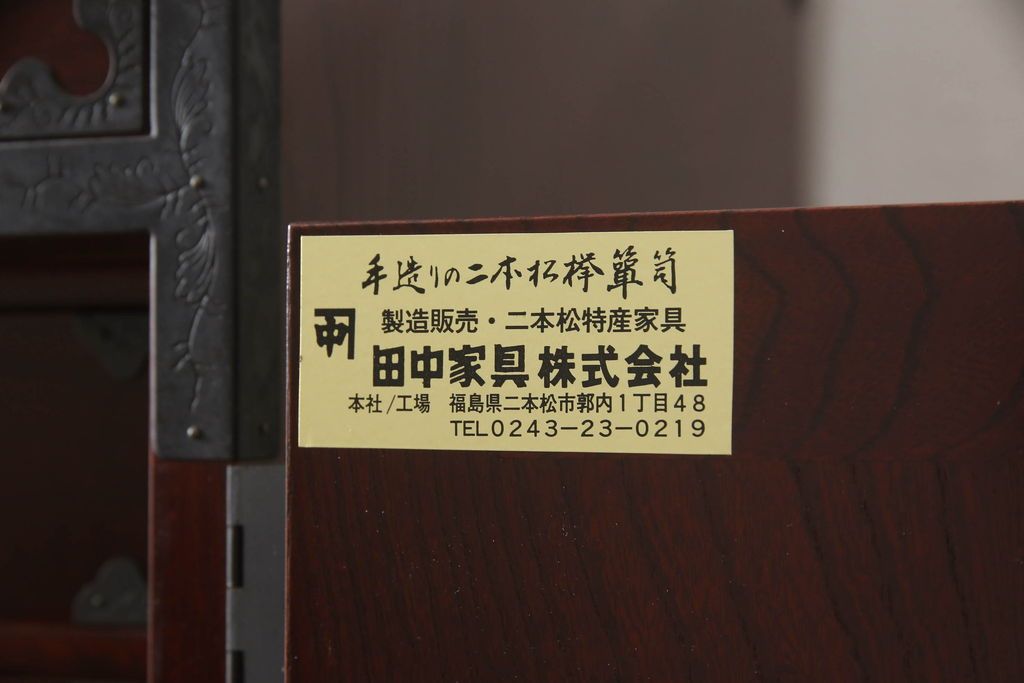 手造りの二本松欅簞笥
製造販売・二本松特産家具
田中家具株式会社
本社/工場 福島県二本松市郭内1丁目48
TEL0243-23-0219